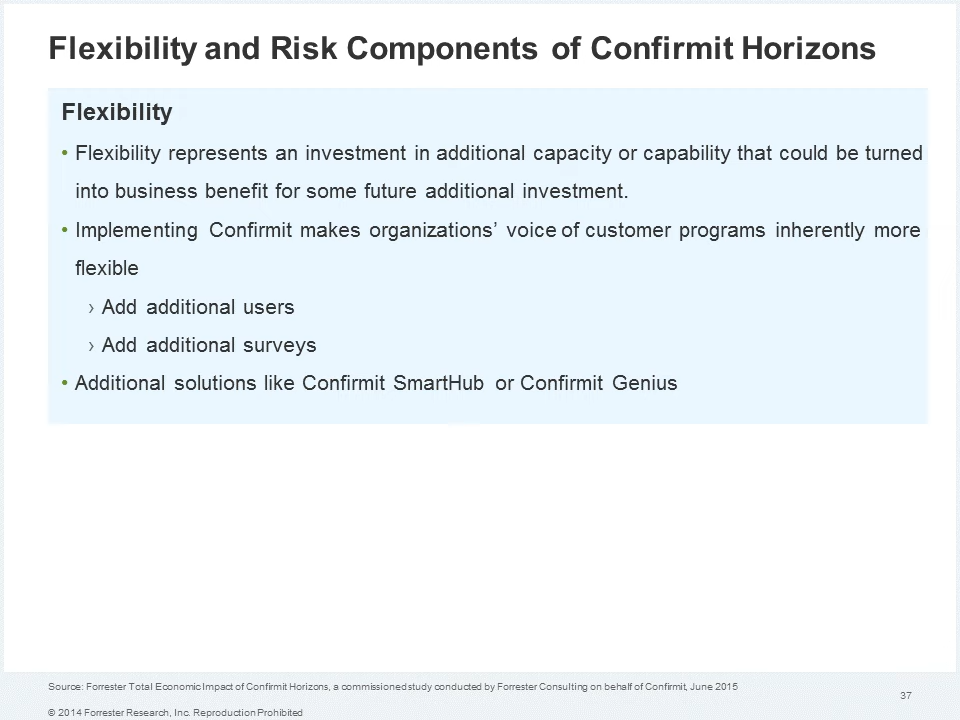 Flexibility and Risk Components of Confirmit Horizons
Flexibility
• Flexibility represents an investment in additional capacity or capability that could be turned
into business benefit for some future additional investment.
• Implementing Confirmit makes organizations’ voice of customer programs inherently more
flexible
› Add additional users
› Add additional surveys
• Additional solutions like Confirmit SmartHub or Confirmit Genius
Source: Forrester Total Economic Impact of Confirmit Horizons, a commissioned study conducted by Forrester Consulting on behalf of Confirmit, June 2015
37
© 2014 Forrester Research, Inc. Reproduction Prohibited